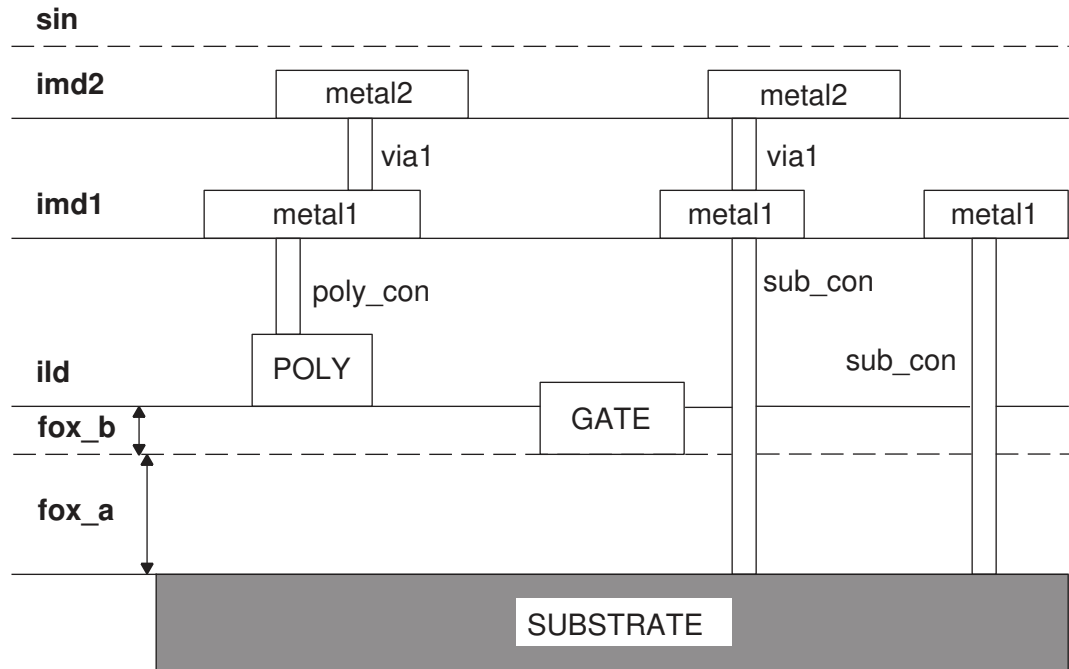 sin
imd2
metal2
metal2
via1
via1
imd1
metal1
metal1
metal1
poly_con
sub_con
sub_con
ild
POLY
GATE
fox_b
fox_a
SUBSTRATE